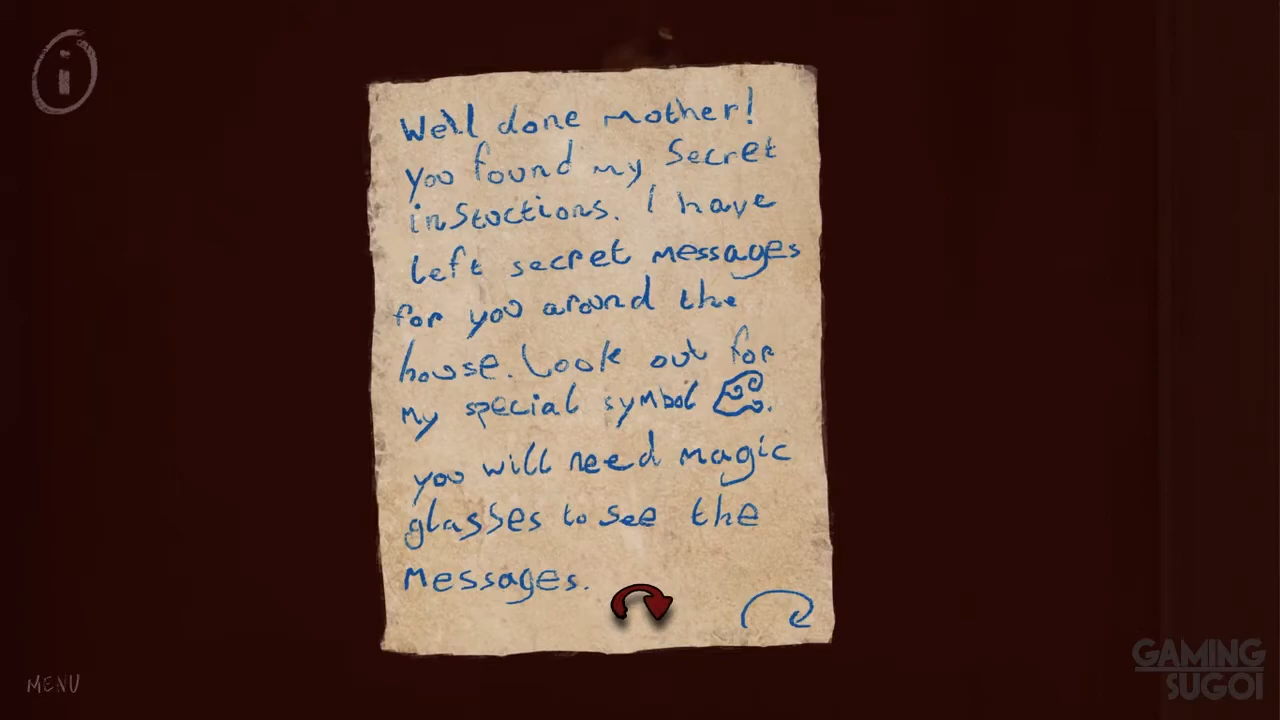 Well done mother!
you found my secret
instuctions. I have
left secret messages
for you around the
house. Look out for
my special symbol
you will need magic
glasses to see the
messages.
MENU
GAMING
SUGOI